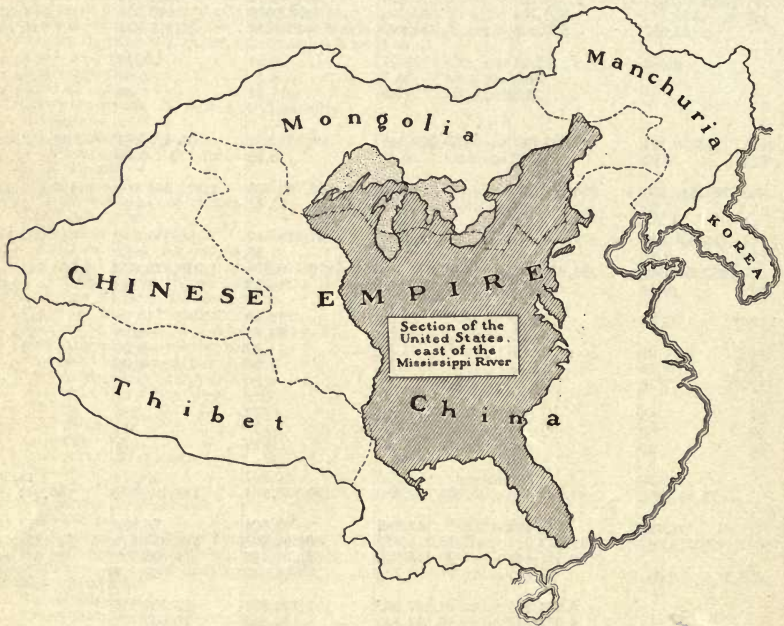 Manchuria
Mongolia
KOREA
CHINESE EMPIRE
Section of the
United States.
east of the
Mississippi River
Thibet
China